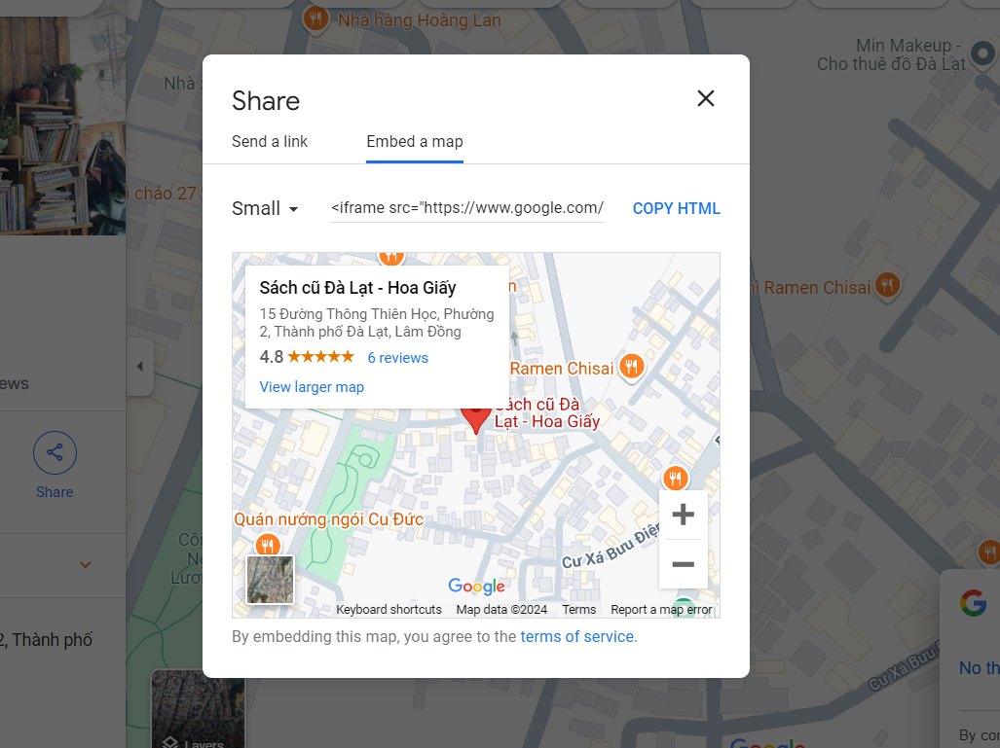 Nhà hàng Hoàng Lan
Min Makeup -
Cho thuê đồ Đà Lạt
Nhà
Share
Send a link
Embed a map
cháo 27
Small
<iframe src="https://www.google.com/
COPY HTML
Ramen Chisai
Sách cũ Đà Lạt - Hoa Giấy
15 Đường Thông Thiên Học, Phường
2, Thành phố Đà Lạt, Lâm Đồng
4.8
6 reviews
View larger map
Ramen Chisai
Sách cũ Đà
Lạt - Hoa Giấy
ews
Share
Quán nướng ngói Cu Đức
Cư Xá Bưu Điện
Google
Keyboard shortcuts
Map data ©2024
Terms
Report a map error
By embedding this map, you agree to the terms of service.
2, Thành phố
No th
Cư Xá Bưu
Layers
By co
Google